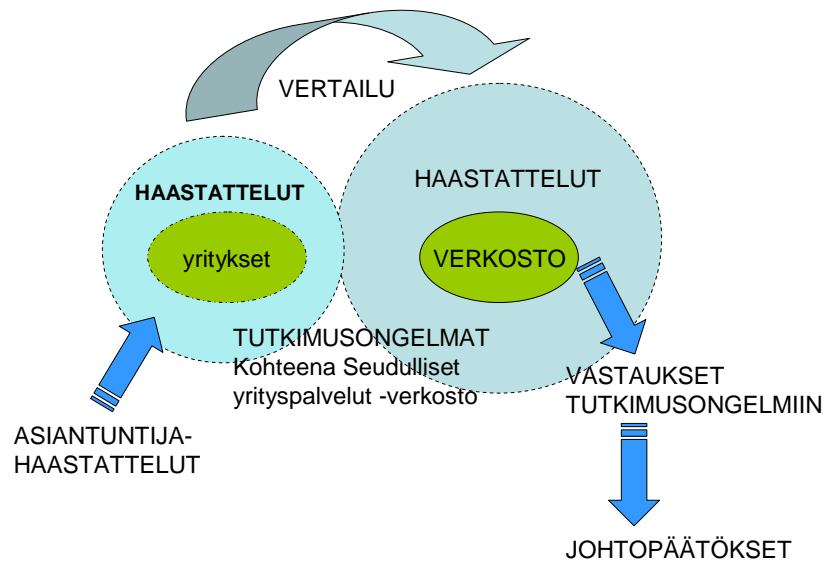 VERTAILU
HAASTATTELUT
HAASTATTELUT
yritykset
VERKOSTO
TUTKIMUSONGELMAT
Kohteena Seudulliset
yrityspalvelut -verkosto
ASIANTUNTIJA-
HAASTATTELUT
VASTAUKSET
TUTKIMUSONGELMIIN
JOHTOPÄÄTÖKSET